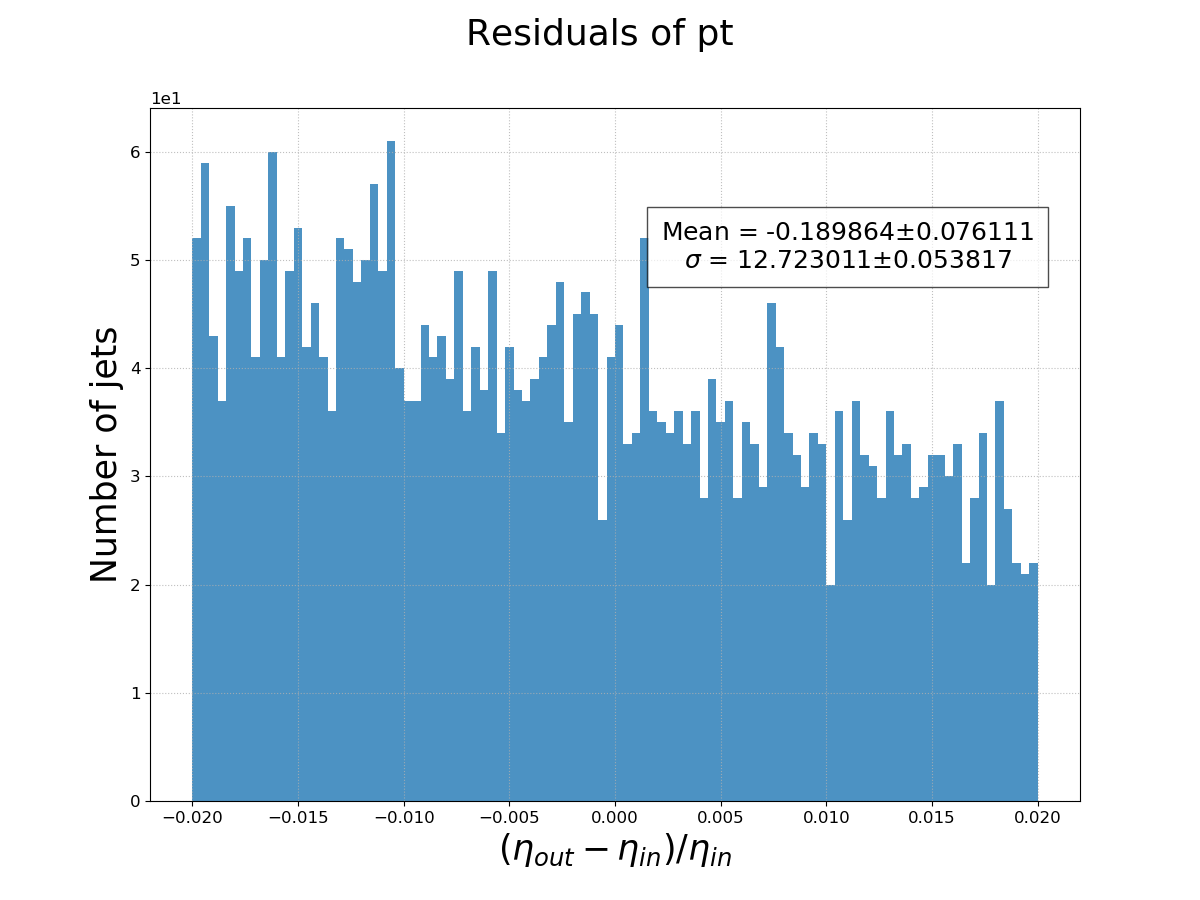 Residuals of pt
1e1
6
5
4
3
2
1
0
Number of jets
Mean = -0.189864±0.076111
σ = 12.723011±0.053817
−0.020 −0.015 −0.010 −0.005 0.000 0.005 0.010 0.015 0.020
(η_out − η_in)/η_in